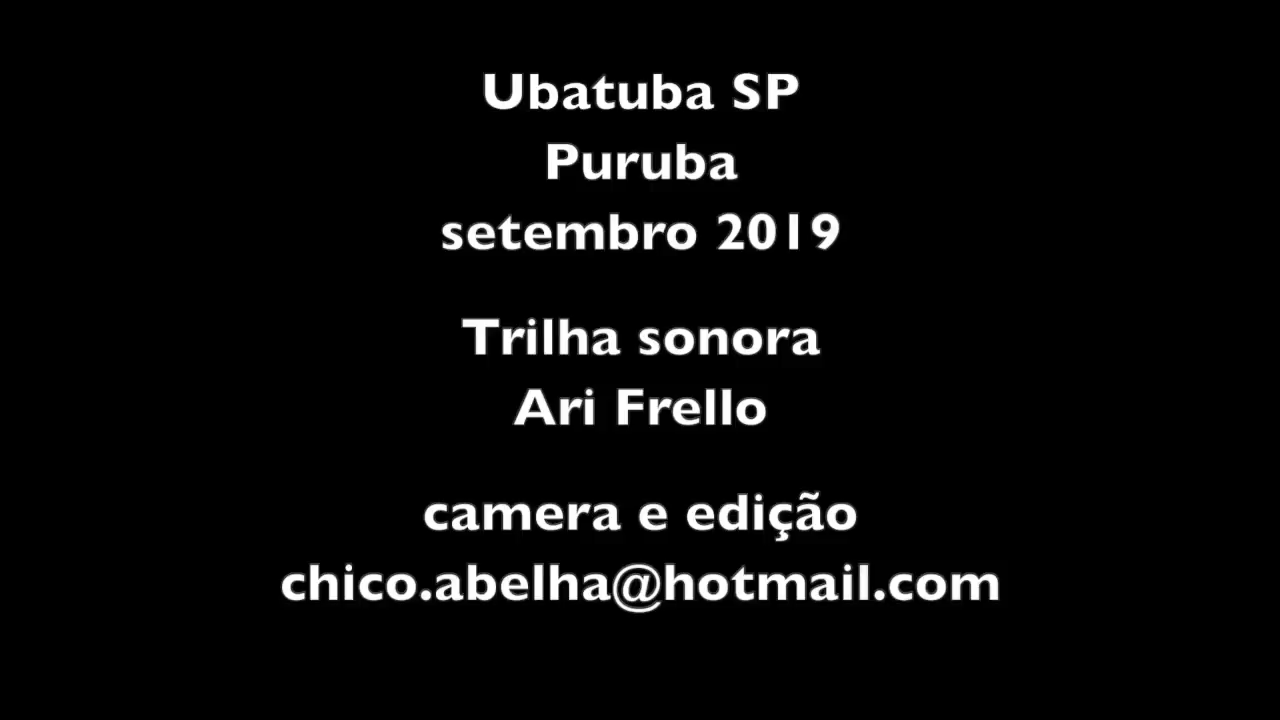 Ubatuba SP
Puruba
setembro 2019
Trilha sonora
Ari Frello
camera e edição
chico.abelha@hotmail.com